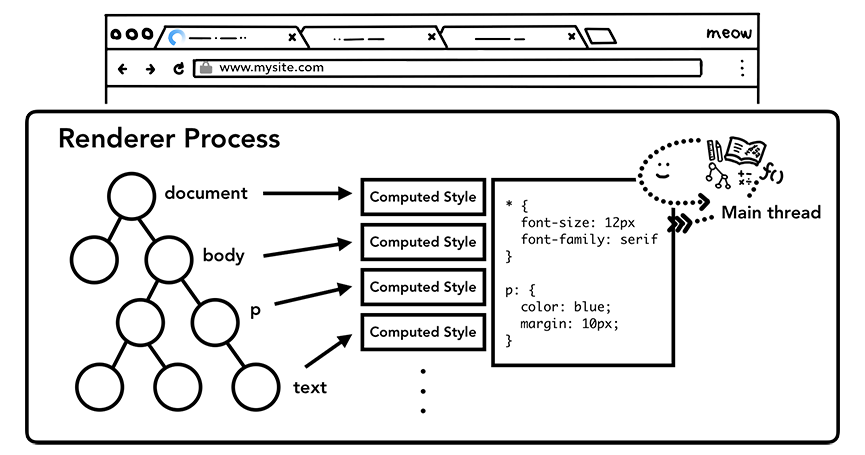 meow
www.mysite.com
Renderer Process
document
body
p
text
Computed Style
Computed Style
Computed Style
Computed Style
* {
font-size: 12px
font-family: serif
}
p: {
color: blue;
margin: 10px;
}
+-
×÷
f()
Main thread